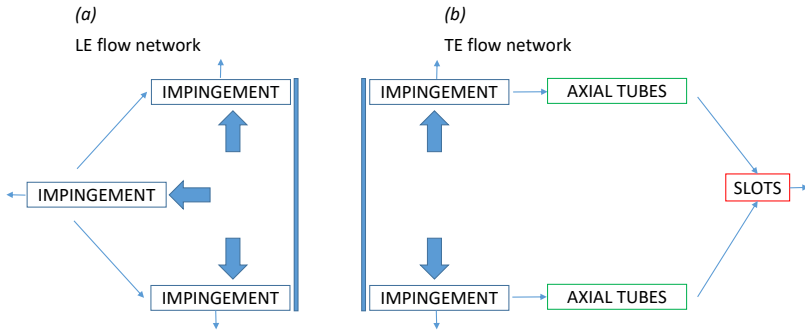 (a)
LE flow network
IMPINGEMENT
IMPINGEMENT
IMPINGEMENT
(b)
TE flow network
IMPINGEMENT
AXIAL TUBES
SLOTS
IMPINGEMENT
AXIAL TUBES